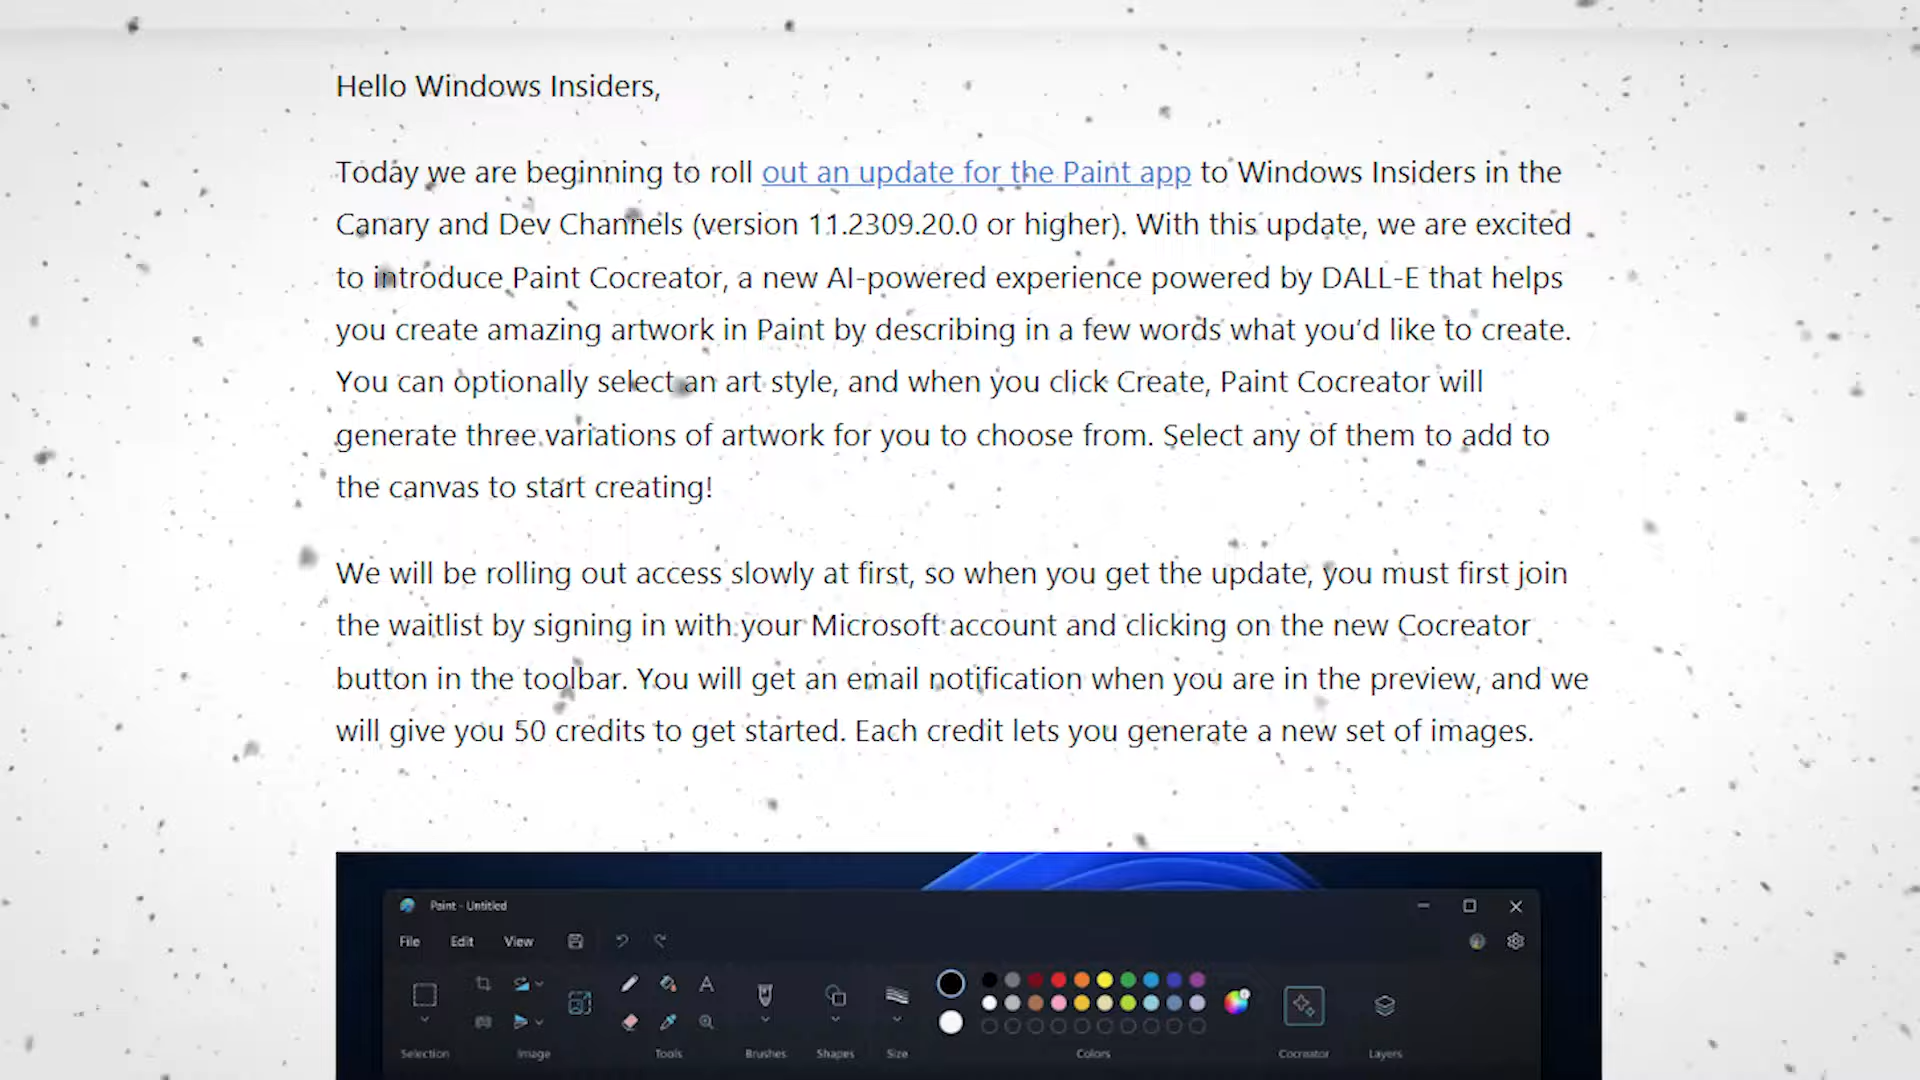 Hello Windows Insiders,
Today we are beginning to roll out an update for the Paint app to Windows Insiders in the
Canary and Dev Channels (version 11.2309.20.0 or higher). With this update, we are excited
to introduce Paint Cocreator, a new AI-powered experience powered by DALL-E that helps
you create amazing artwork in Paint by describing in a few words what you’d like to create.
You can optionally select an art style, and when you click Create, Paint Cocreator will
generate three variations of artwork for you to choose from. Select any of them to add to
the canvas to start creating!
We will be rolling out access slowly at first, so when you get the update, you must first join
the waitlist by signing in with your Microsoft account and clicking on the new Cocreator
button in the toolbar. You will get an email notification when you are in the preview, and we
will give you 50 credits to get started. Each credit lets you generate a new set of images.
Paint - Untitled
File Edit View
Selection Image Tools Brushes Shapes Size Colors Cocreator Layers